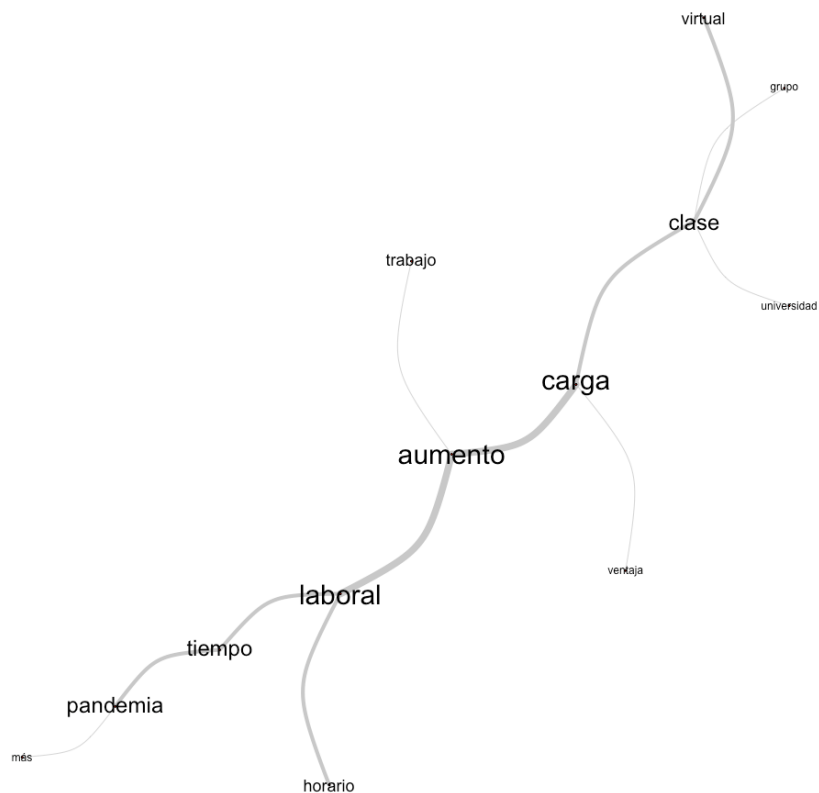 virtual
grupo
clase
trabajo
universidad
carga
aumento
ventaja
laboral
tiempo
pandemia
más
horario